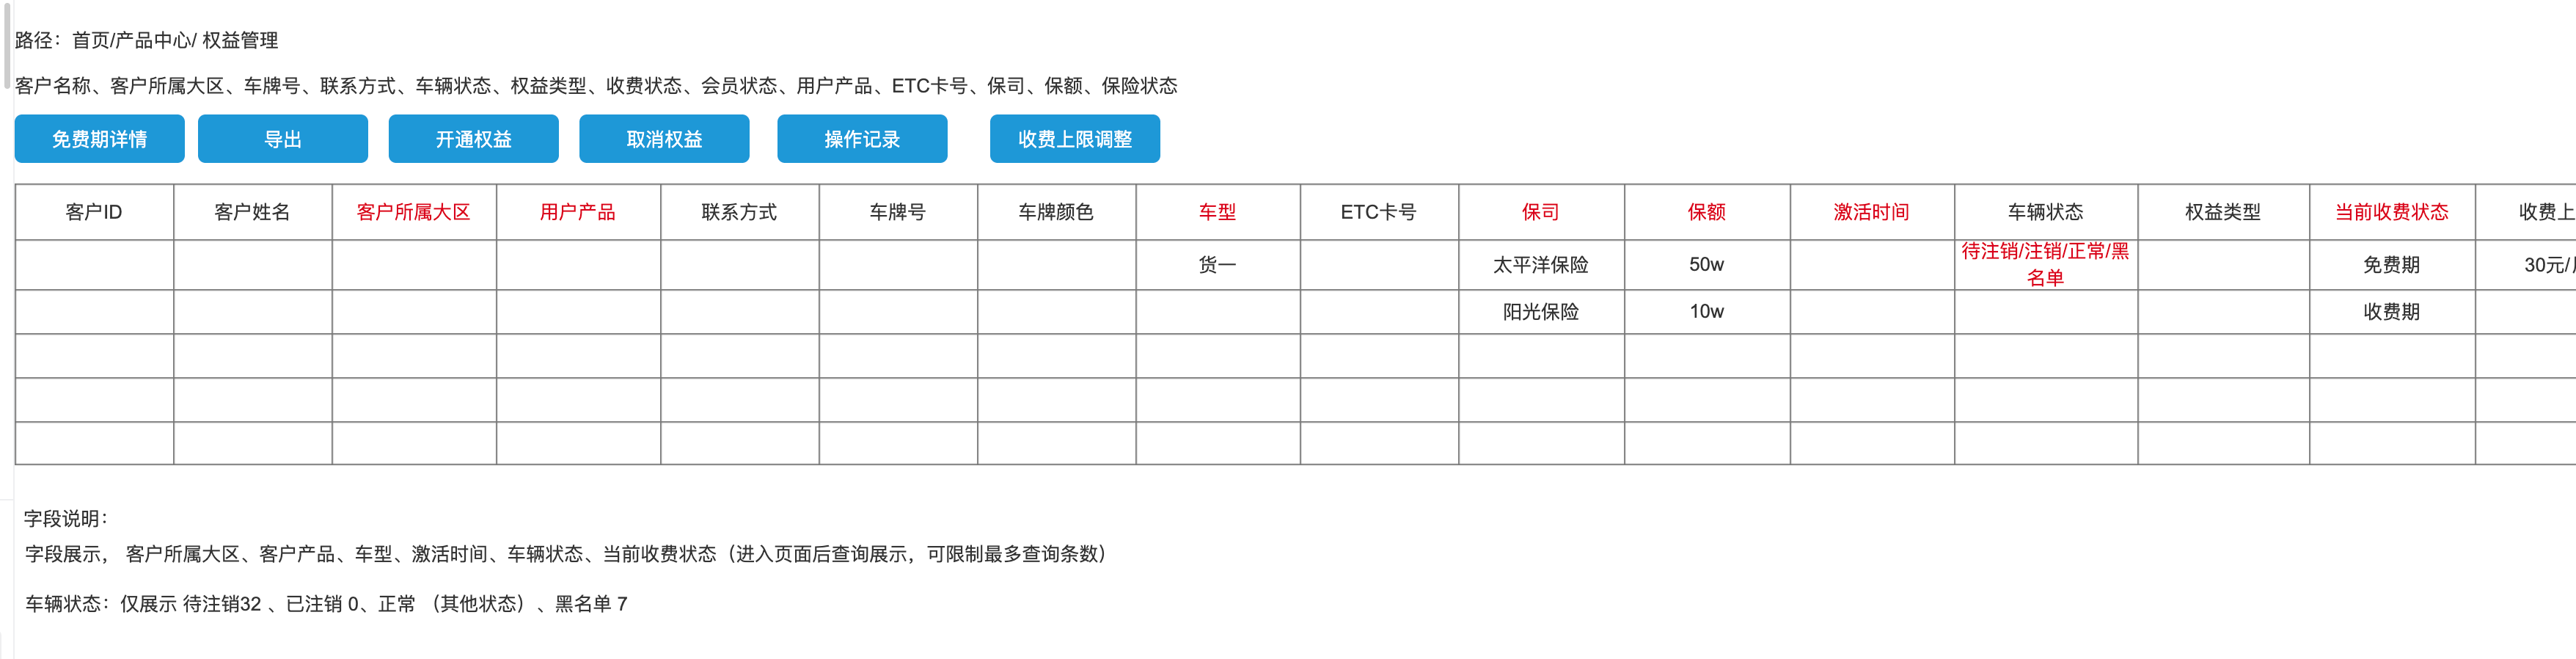 路径：首页/产品中心/ 权益管理
客户名称、客户所属大区、车牌号、联系方式、车辆状态、权益类型、收费状态、会员状态、用户产品、ETC卡号、保司、保额、保险状态
免费期详情 导出 开通权益 取消权益 操作记录 收费上限调整
客户ID 客户姓名 客户所属大区 用户产品 联系方式 车牌号 车牌颜色 车型 ETC卡号 保司 保额 激活时间 车辆状态 权益类型 当前收费状态 收费上
货一 太平洋保险 50w 待注销/注销/正常/黑 免费期 30元/
名单
阳光保险 10w 收费期
字段说明：
字段展示， 客户所属大区、客户产品、车型、激活时间、车辆状态、当前收费状态（进入页面后查询展示，可限制最多查询条数）
车辆状态：仅展示 待注销32 、已注销 0、正常 （其他状态）、黑名单 7